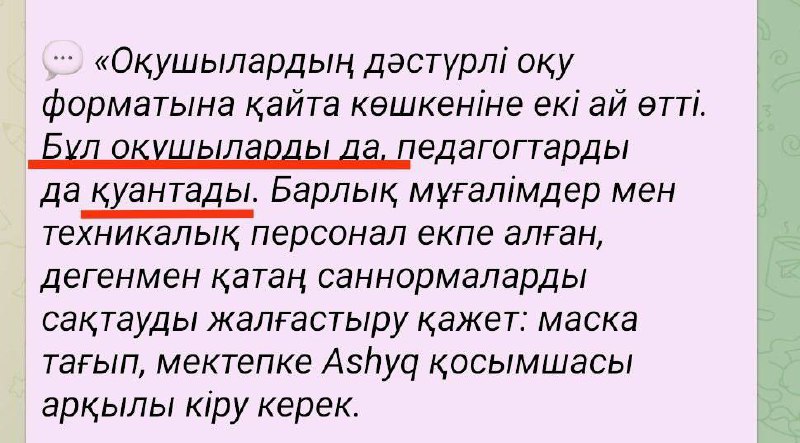 «Оқушылардың дәстүрлі оқу
форматына қайта көшкеніне екі ай өтті.
Бұл оқушыларды да, педагогтарды
да қуантады. Барлық мұғалімдер мен
техникалық персонал екпе алған,
дегенмен қатаң саннормаларды
сақтауды жалғастыру қажет: маска
тағып, мектепке Ashyq қосымшасы
арқылы кіру керек.